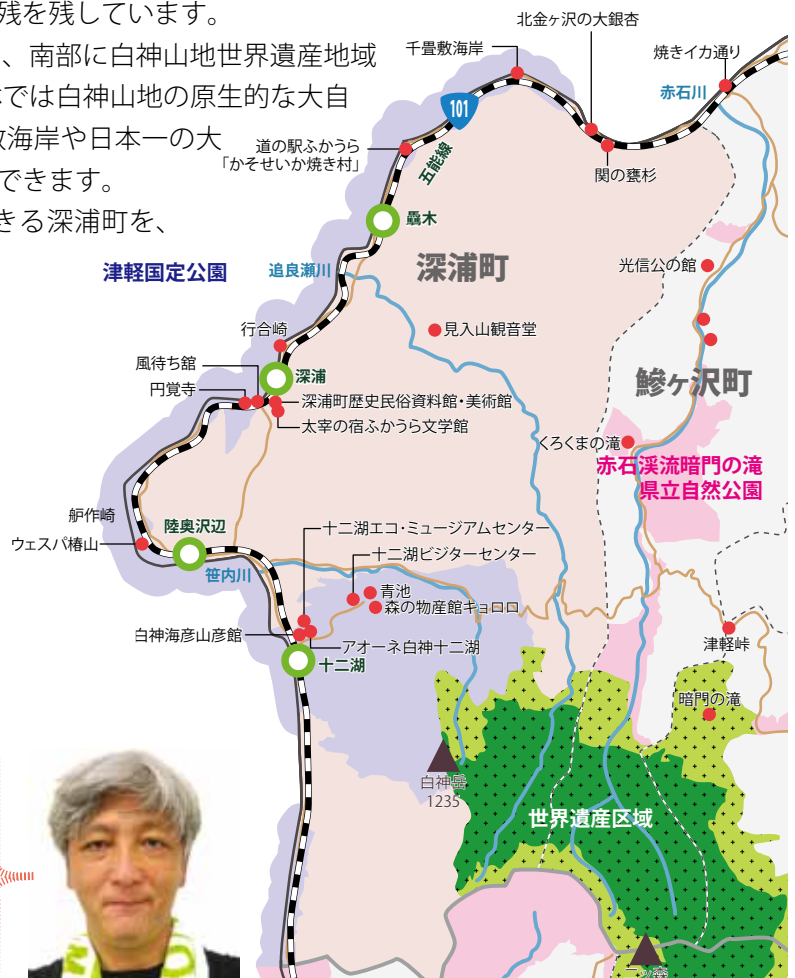 残を残しています。
、南部に白神山地世界遺産地域
では白神山地の原生的な大自
海岸や日本一の大
できます。
きる深浦町を、
北金ヶ沢の大銀杏
千畳敷海岸
焼きイカ通り
赤石川
101
道の駅ふかうら
「かそせいか焼き村」
五能線
関の甕杉
驫木
津軽国定公園
追良瀬川
深浦町
光信公の館
行合崎
見入山観音堂
風待ち舘
深浦
円覚寺
深浦町歴史民俗資料館・美術館
鰺ヶ沢町
太宰の宿ふかうら文学館
くろくまの滝
赤石渓流暗門の滝
県立自然公園
舮作崎
陸奥沢辺
十二湖エコ・ミュージアムセンター
ウェスパ椿山
十二湖ビジターセンター
笹内川
青池
森の物産館キョロロ
白神海彦山彦館
アオーネ白神十二湖
津軽峠
十二湖
暗門の滝
白神岳
1235
世界遺産区域